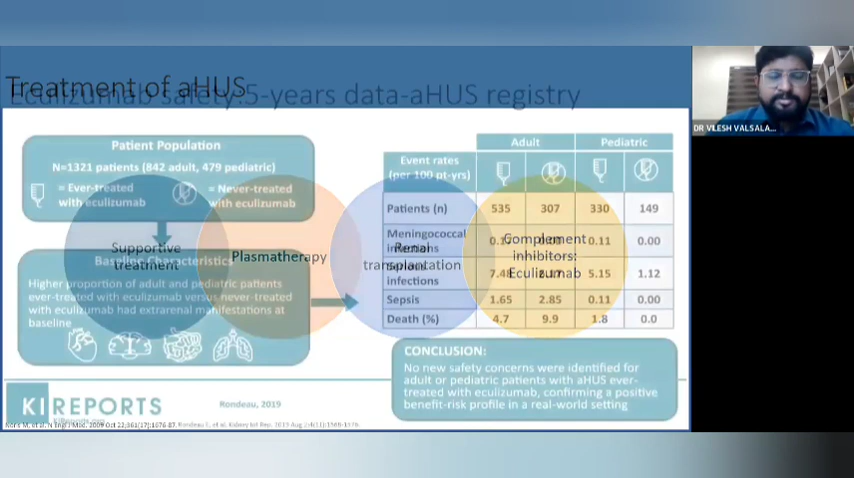 Treatment of aHUS
Eculizumab safety:5-years data-aHUS registry
DR VILESH VALSALA...
Patient Population
N=1321 patients (842 adult, 479 pediatric)
= Ever-treated with eculizumab
= Never-treated with eculizumab
Baseline Characteristics
Higher proportion of adult and pediatric patients
ever-treated with eculizumab versus never-treated
with eculizumab had extrarenal manifestations at
baseline
Supportive
treatment
Plasmatherapy
Renal
transplantation
Complement
inhibitors:
Eculizumab
Adult Pediatric
Event rates
(per 100 pt-yrs)
Patients (n) 535 307 330 149
Meningococcal
infections 0.11 0.00
infections 5.15 1.12
Sepsis 1.65 2.85 0.11 0.00
Death (%) 4.7 9.9 1.8 0.0
CONCLUSION:
No new safety concerns were identified for
adult or pediatric patients with aHUS ever-
treated with eculizumab, confirming a positive
benefit-risk profile in a real-world setting
KI REPORTS
Rondeau, 2019